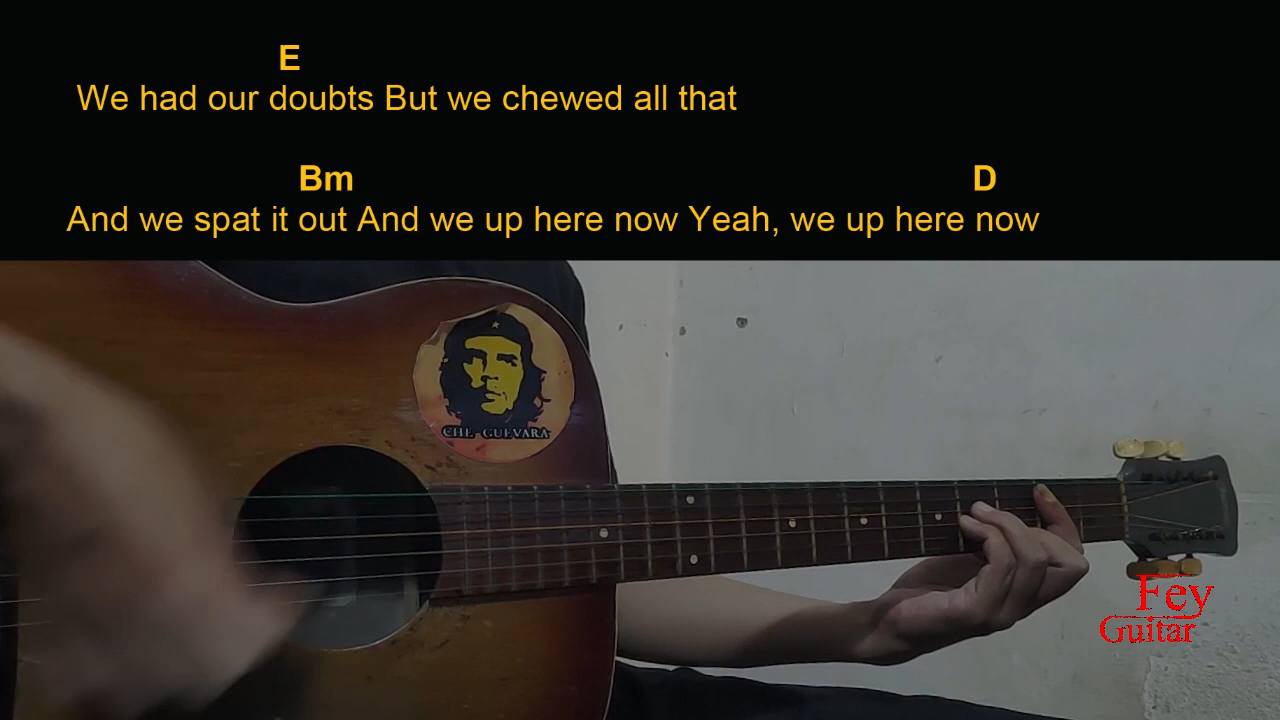 E
We had our doubts But we chewed all that
Bm D
And we spat it out And we up here now Yeah, we up here now
CHE - GUEVARA
Fey
Guitar